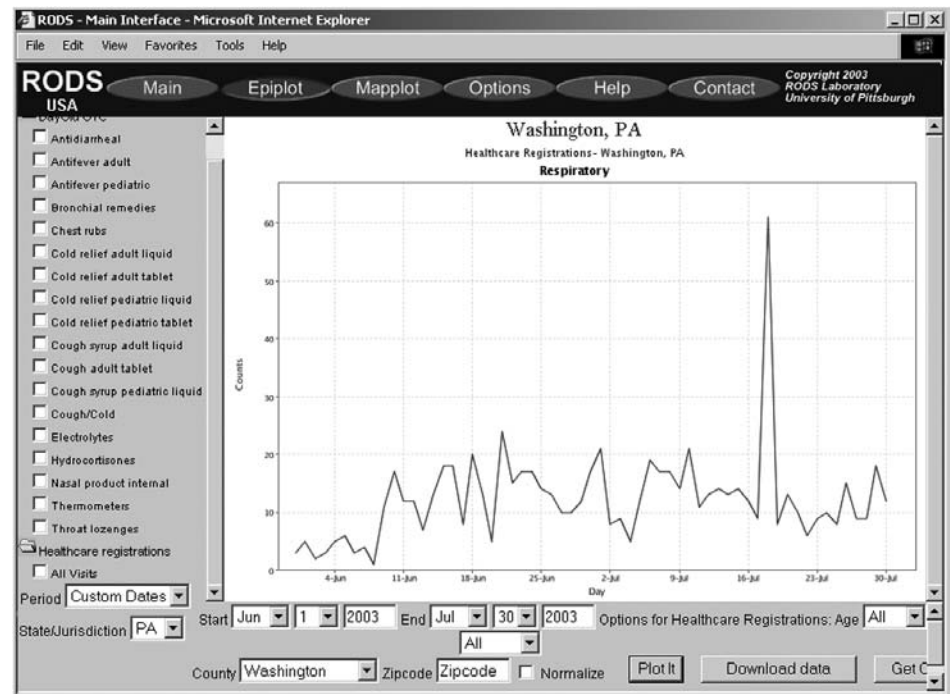 RODS - Main Interface - Microsoft Internet Explorer
File Edit View Favorites Tools Help
RODS
USA
Main Epiplot Mapplot Options Help Contact
Copyright 2003
RODS Laboratory
University of Pittsburgh
DayOld OTC
Antidiarrheal
Antifever adult
Antifever pediatric
Bronchial remedies
Chest rubs
Cold relief adult liquid
Cold relief adult tablet
Cold relief pediatric liquid
Cold relief pediatric tablet
Cough syrup adult liquid
Cough adult tablet
Cough syrup pediatric liquid
Cough/Cold
Electrolytes
Hydrocortisones
Nasal product internal
Thermometers
Throat lozenges
Healthcare registrations
All Visits
Period Custom Dates
State/Jurisdiction PA
Washington, PA
Healthcare Registrations- Washington, PA
Respiratory
60
50
40
30
20
10
0
Counts
4-Jun 11-Jun 18-Jun 25-Jun 2-Jul 9-Jul 16-Jul 23-Jul 30-Jul
Day
Start Jun 1 2003 End Jul 30 2003 Options for Healthcare Registrations: Age All
All
County Washington Zipcode Zipcode Normalize Plot It Download data Get